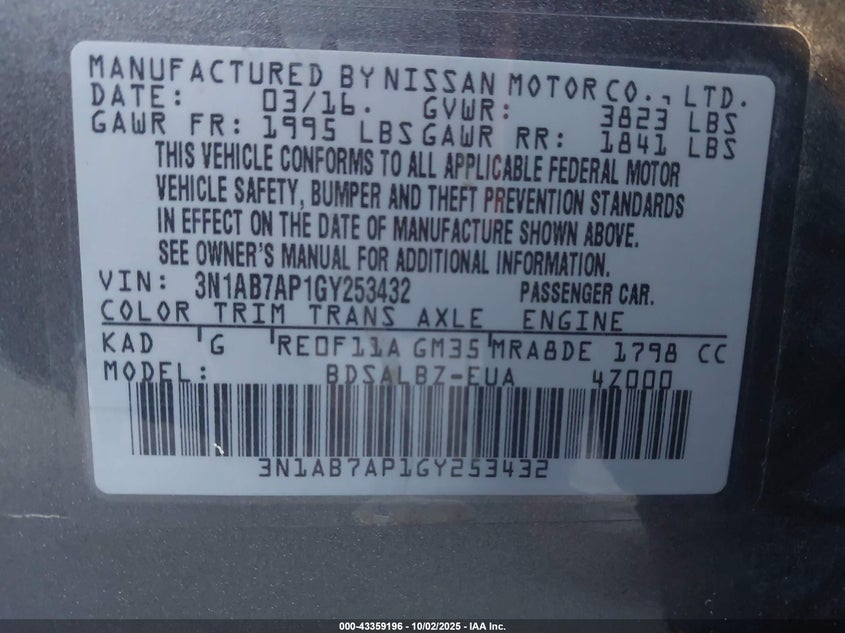 MANUFACTURED BY NISSAN MOTOR CO., LTD.
DATE: 03/16. GVWR: 3823 LBS
GAWR FR: 1995 LBS GAWR RR: 1841 LBS
THIS VEHICLE CONFORMS TO ALL APPLICABLE FEDERAL MOTOR
VEHICLE SAFETY, BUMPER AND THEFT PREVENTION STANDARDS
IN EFFECT ON THE DATE OF MANUFACTURE SHOWN ABOVE.
SEE OWNER'S MANUAL FOR ADDITIONAL INFORMATION.
VIN: 3N1AB7AP1GY253432 PASSENGER CAR.
COLOR TRIM TRANS AXLE ENGINE
KAD G RE0F11A GM35 MRA8DE 1798 CC
MODEL: BDSALBZ-EUA 4Z000
3N1AB7AP1GY253432
000-43359196 - 10/02/2025 - IAA Inc.